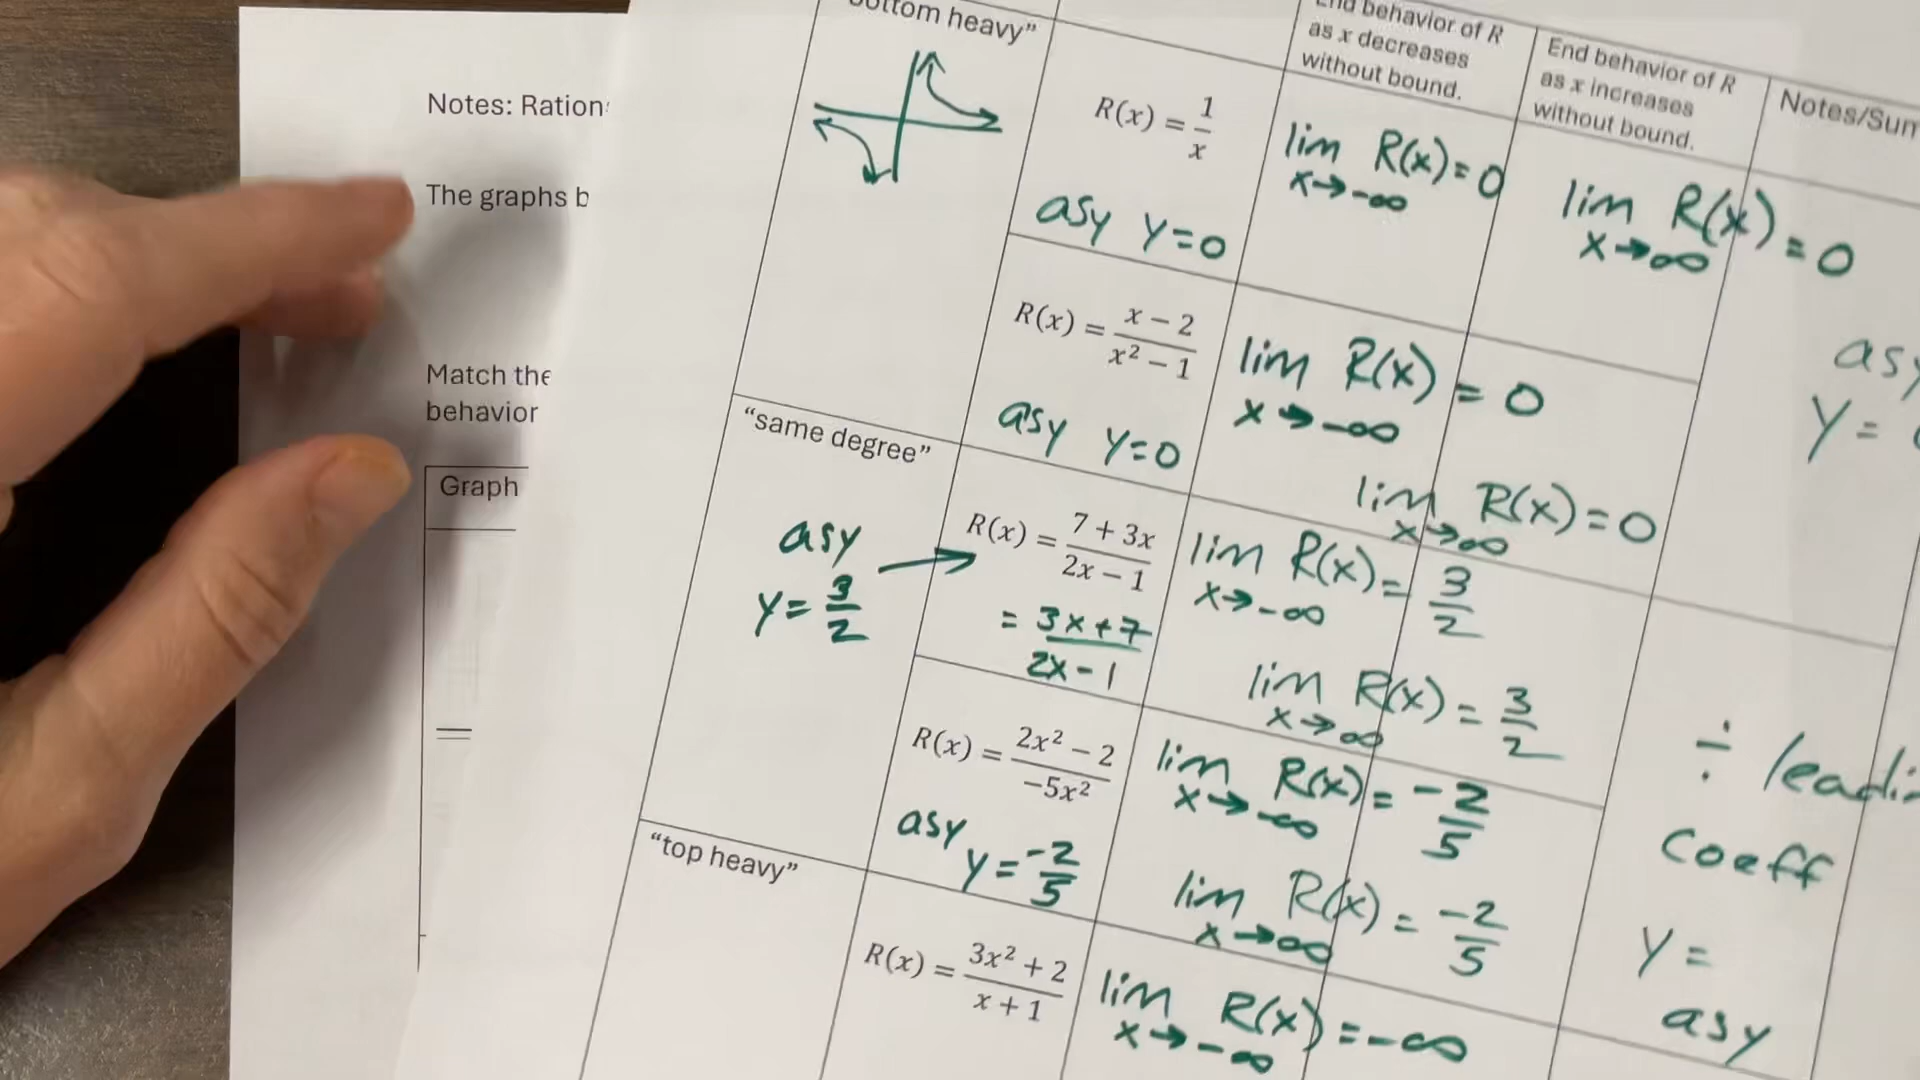 Notes: Ration
The graphs b
Match the
behavior
Graph
bottom heavy”
End behavior of R
as x decreases
without bound.
End behavior of R
as x increases
without bound.
Notes/Sum
R(x) = 1/x
asy y=0
lim R(x)=0
x→-∞
lim R(x)=0
x→∞
R(x) = (x − 2)/(x² − 1)
asy y=0
lim R(x) = 0
x→-∞
lim R(x)=0
x→∞
asy
y=
“same degree”
asy
y=3/2
R(x) = (7 + 3x)/(2x − 1)
= (3x+7)/(2x-1)
lim R(x)= 3/2
x→-∞
lim R(x)= 3/2
x→∞
R(x) = (2x² − 2)/(−5x²)
asy
y=-2/5
lim R(x)= -2/5
x→-∞
lim R(x)= -2/5
x→∞
÷ leadi
coeff
y=
asy
“top heavy”
R(x) = (3x² + 2)/(x + 1)
lim R(x)=-∞
x→-∞